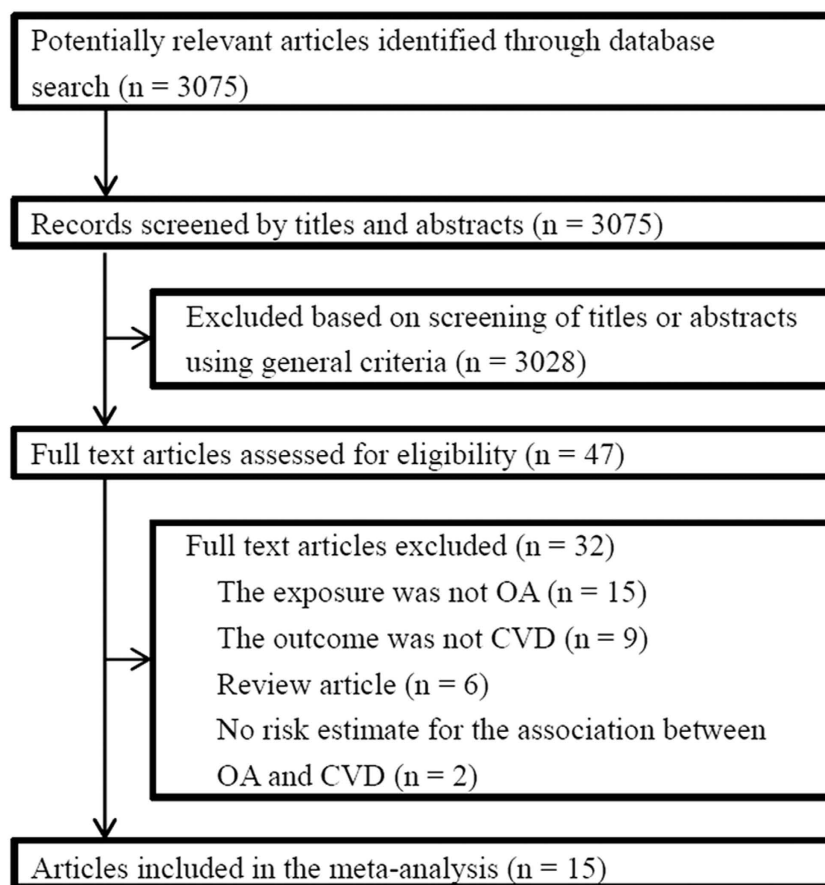 Potentially relevant articles identified through database
search (n = 3075)
Records screened by titles and abstracts (n = 3075)
Excluded based on screening of titles or abstracts
using general criteria (n = 3028)
Full text articles assessed for eligibility (n = 47)
Full text articles excluded (n = 32)
The exposure was not OA (n = 15)
The outcome was not CVD (n = 9)
Review article (n = 6)
No risk estimate for the association between
OA and CVD (n = 2)
Articles included in the meta-analysis (n = 15)